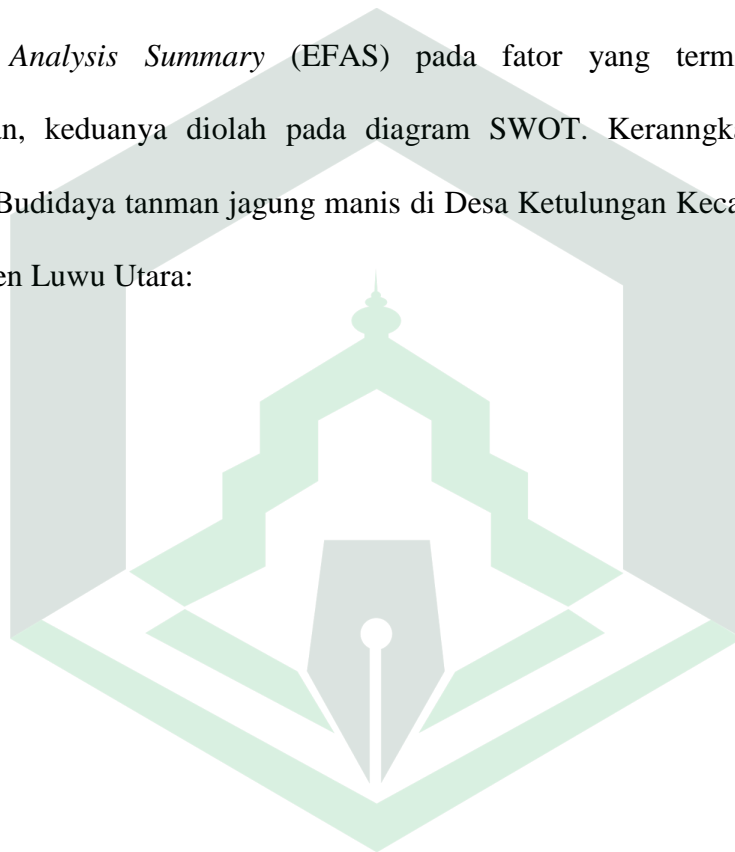 Analysis Summary (EFAS) pada fator yang term
an, keduanya diolah pada diagram SWOT. Keranngka
Budidaya tanman jagung manis di Desa Ketulungan Keca
en Luwu Utara: